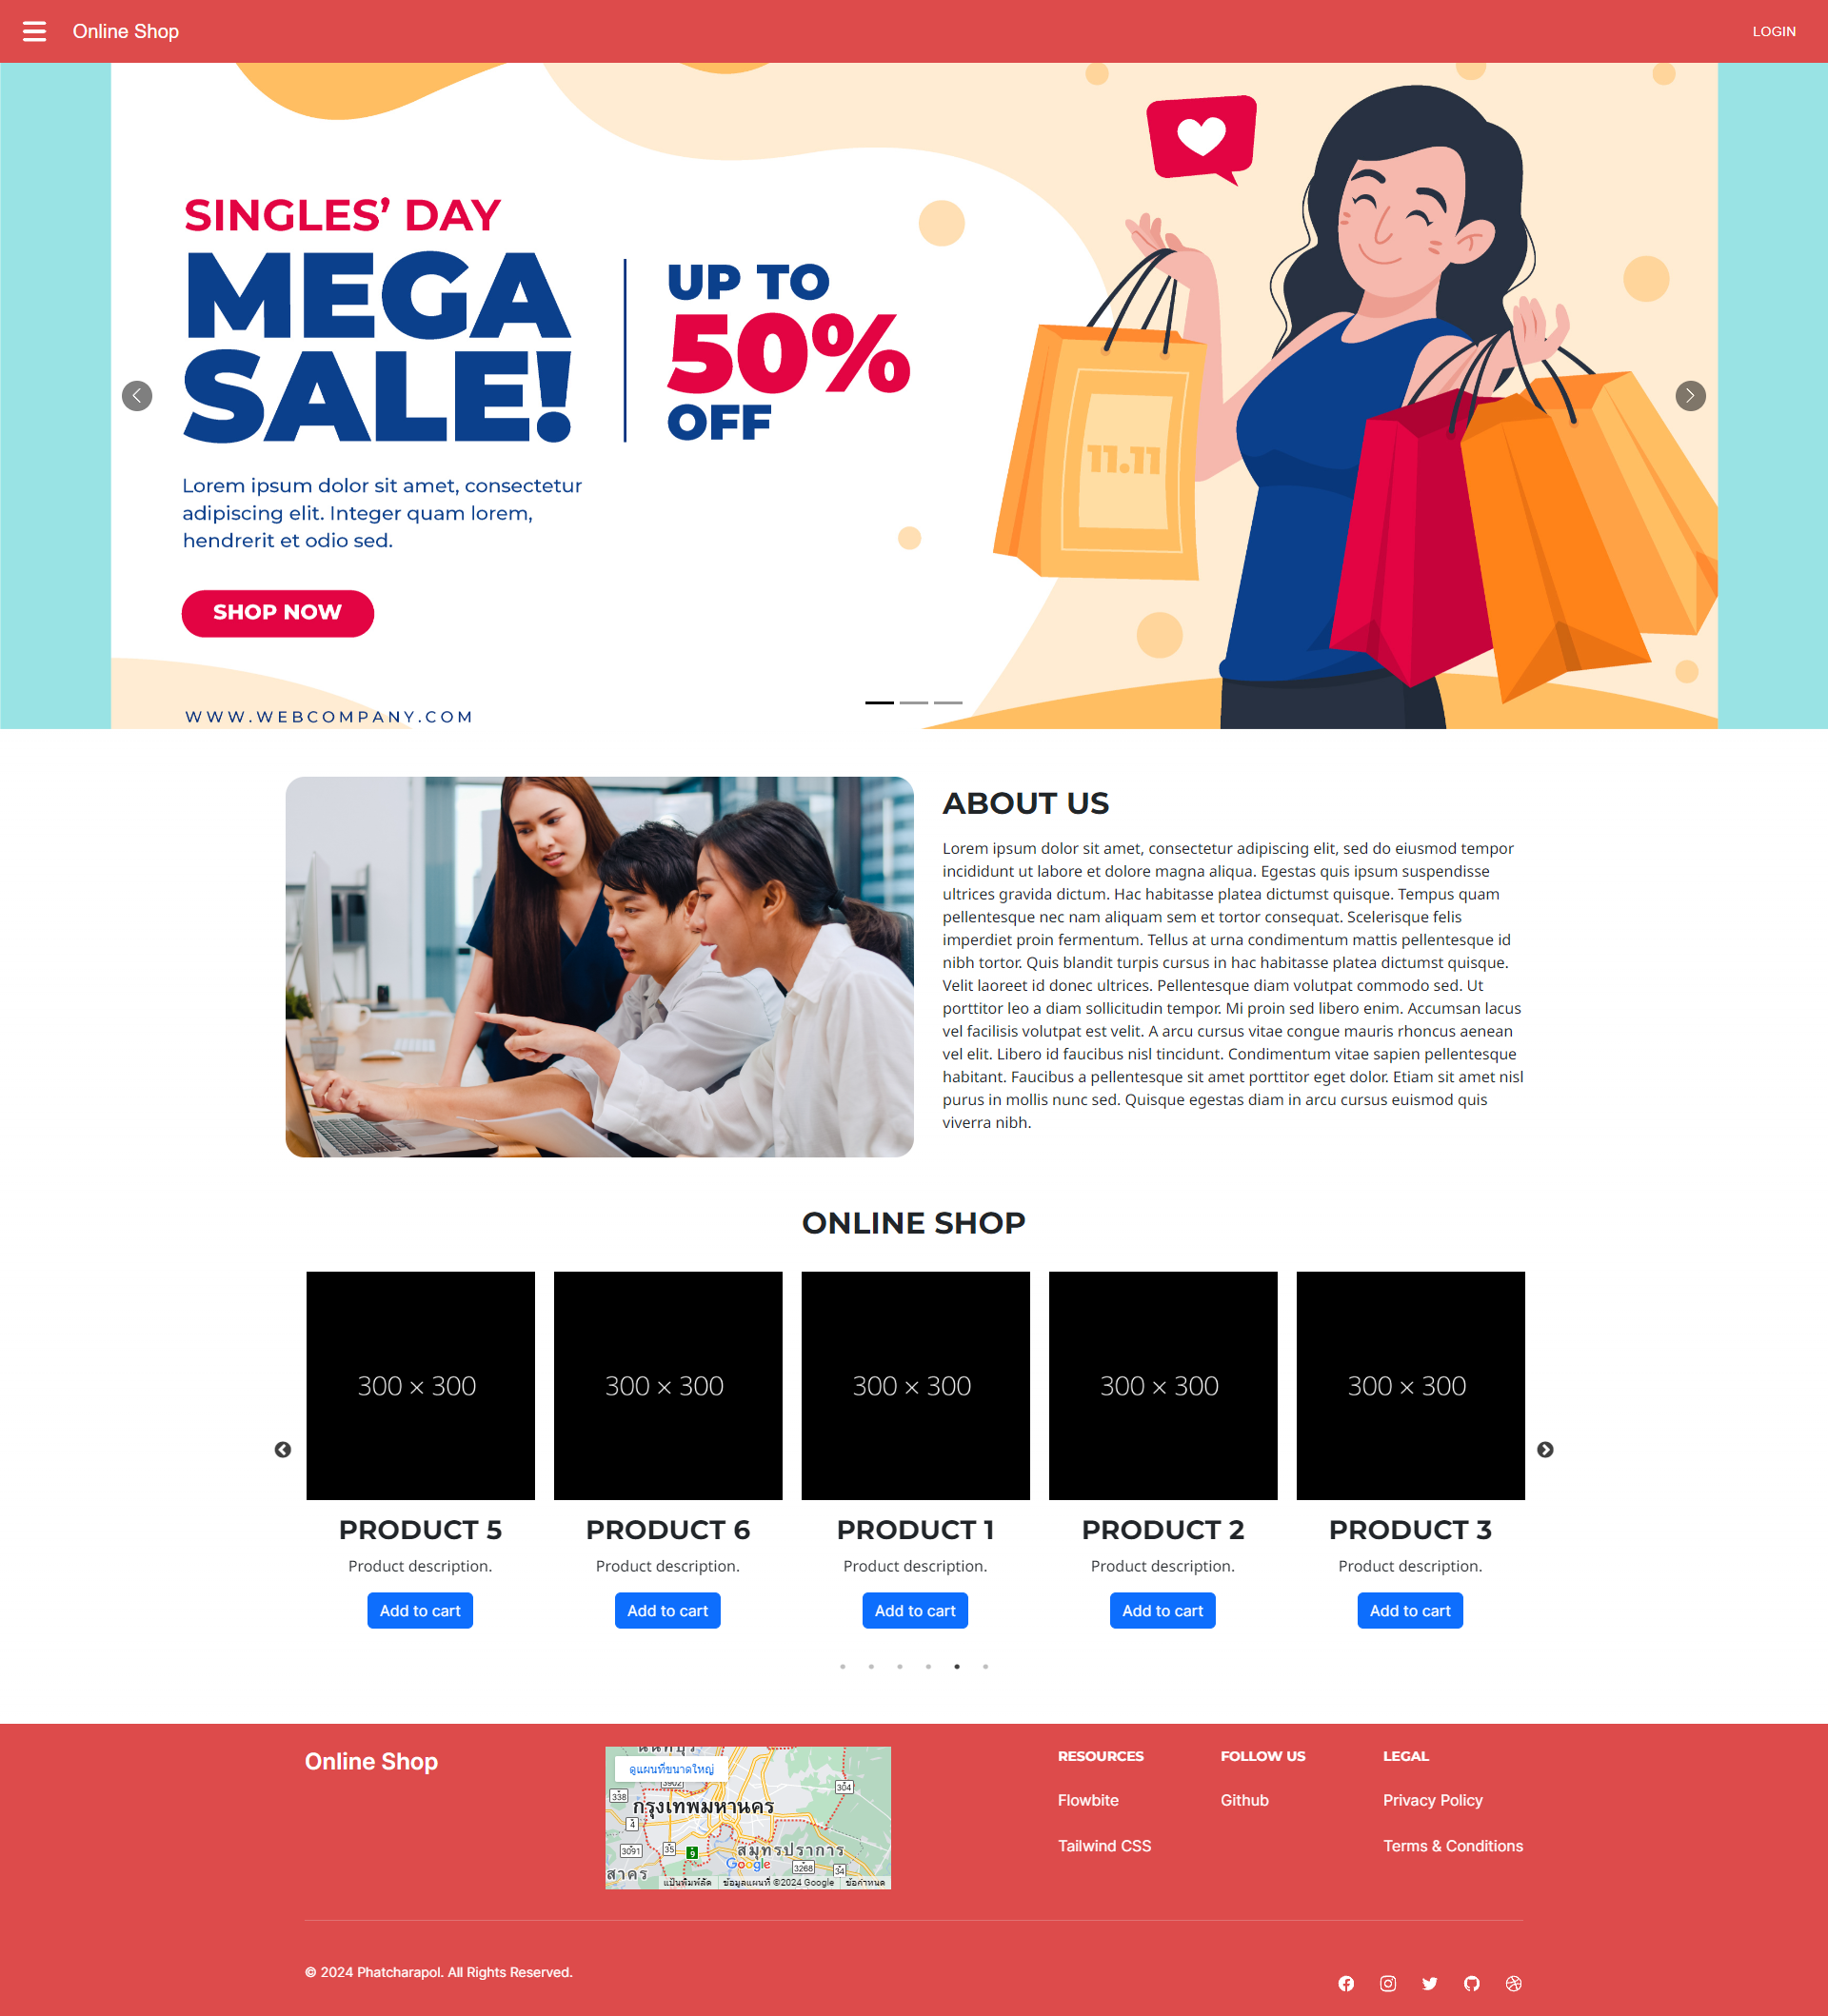 Online Shop
LOGIN
SINGLES’ DAY
MEGA
SALE!
UP TO
50%
OFF
11.11
Lorem ipsum dolor sit amet, consectetur
adipiscing elit. Integer quam lorem,
hendrerit et odio sed.
SHOP NOW
WWW.WEBCOMPANY.COM
ABOUT US
Lorem ipsum dolor sit amet, consectetur adipiscing elit, sed do eiusmod tempor
incididunt ut labore et dolore magna aliqua. Egestas quis ipsum suspendisse
ultrices gravida dictum. Hac habitasse platea dictumst quisque. Tempus quam
pellentesque nec nam aliquam sem et tortor consequat. Scelerisque felis
imperdiet proin fermentum. Tellus at urna condimentum mattis pellentesque id
nibh tortor. Quis blandit turpis cursus in hac habitasse platea dictumst quisque.
Velit laoreet id donec ultrices. Pellentesque diam volutpat commodo sed. Ut
porttitor leo a diam sollicitudin tempor. Mi proin sed libero enim. Accumsan lacus
vel facilisis volutpat est velit. A arcu cursus vitae congue mauris rhoncus aenean
vel elit. Libero id faucibus nisl tincidunt. Condimentum vitae sapien pellentesque
habitant. Faucibus a pellentesque sit amet porttitor eget dolor. Etiam sit amet nisl
purus in mollis nunc sed. Quisque egestas diam in arcu cursus euismod quis
viverra nibh.
ONLINE SHOP
300 × 300
300 × 300
300 × 300
300 × 300
300 × 300
PRODUCT 5
PRODUCT 6
PRODUCT 1
PRODUCT 2
PRODUCT 3
Product description.
Product description.
Product description.
Product description.
Product description.
Add to cart
Add to cart
Add to cart
Add to cart
Add to cart
Online Shop
นนทบุรี
ดูแผนที่ขนาดใหญ่
3902
304
338
กรุงเทพมหานคร
4
3091
35
9
สมุทรปราการ
Google
3268
34
สาคร
แป้นพิมพ์ลัด
ข้อมูลแผนที่ ©2024 Google
ข้อกำหนด
RESOURCES
Flowbite
Tailwind CSS
FOLLOW US
Github
LEGAL
Privacy Policy
Terms & Conditions
© 2024 Phatcharapol. All Rights Reserved.